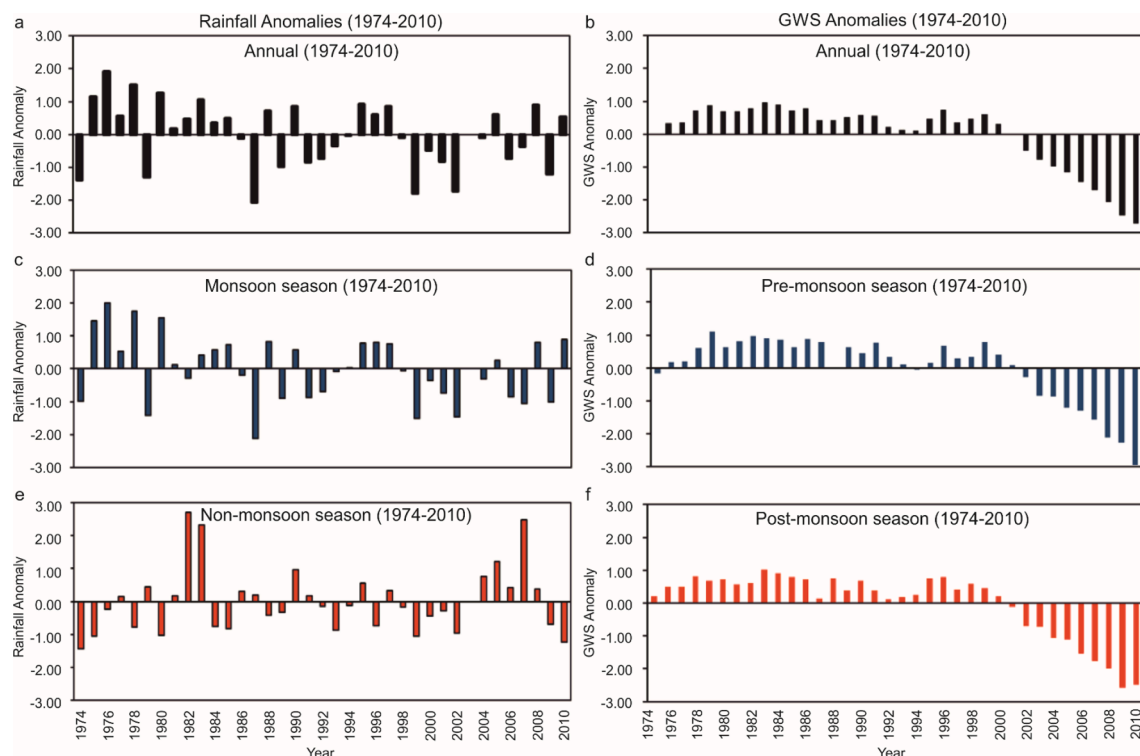 a
Rainfall Anomalies (1974-2010)
Annual (1974-2010)
Rainfall Anomaly
3.00
2.00
1.00
0.00
-1.00
-2.00
-3.00
b
GWS Anomalies (1974-2010)
Annual (1974-2010)
GWS Anomaly
3.00
2.00
1.00
0.00
-1.00
-2.00
-3.00
c
Monsoon season (1974-2010)
Rainfall Anomaly
3.00
2.00
1.00
0.00
-1.00
-2.00
-3.00
d
Pre-monsoon season (1974-2010)
GWS Anomaly
3.00
2.00
1.00
0.00
-1.00
-2.00
-3.00
e
Non-monsoon season (1974-2010)
Rainfall Anomaly
3.00
2.00
1.00
0.00
-1.00
-2.00
-3.00
1974 1976 1978 1980 1982 1984 1986 1988 1990 1992 1994 1996 1998 2000 2002 2004 2006 2008 2010
Year
f
Post-monsoon season (1974-2010)
GWS Anomaly
3.00
2.00
1.00
0.00
-1.00
-2.00
-3.00
1974 1976 1978 1980 1982 1984 1986 1988 1990 1992 1994 1996 1998 2000 2002 2004 2006 2008 2010
Year